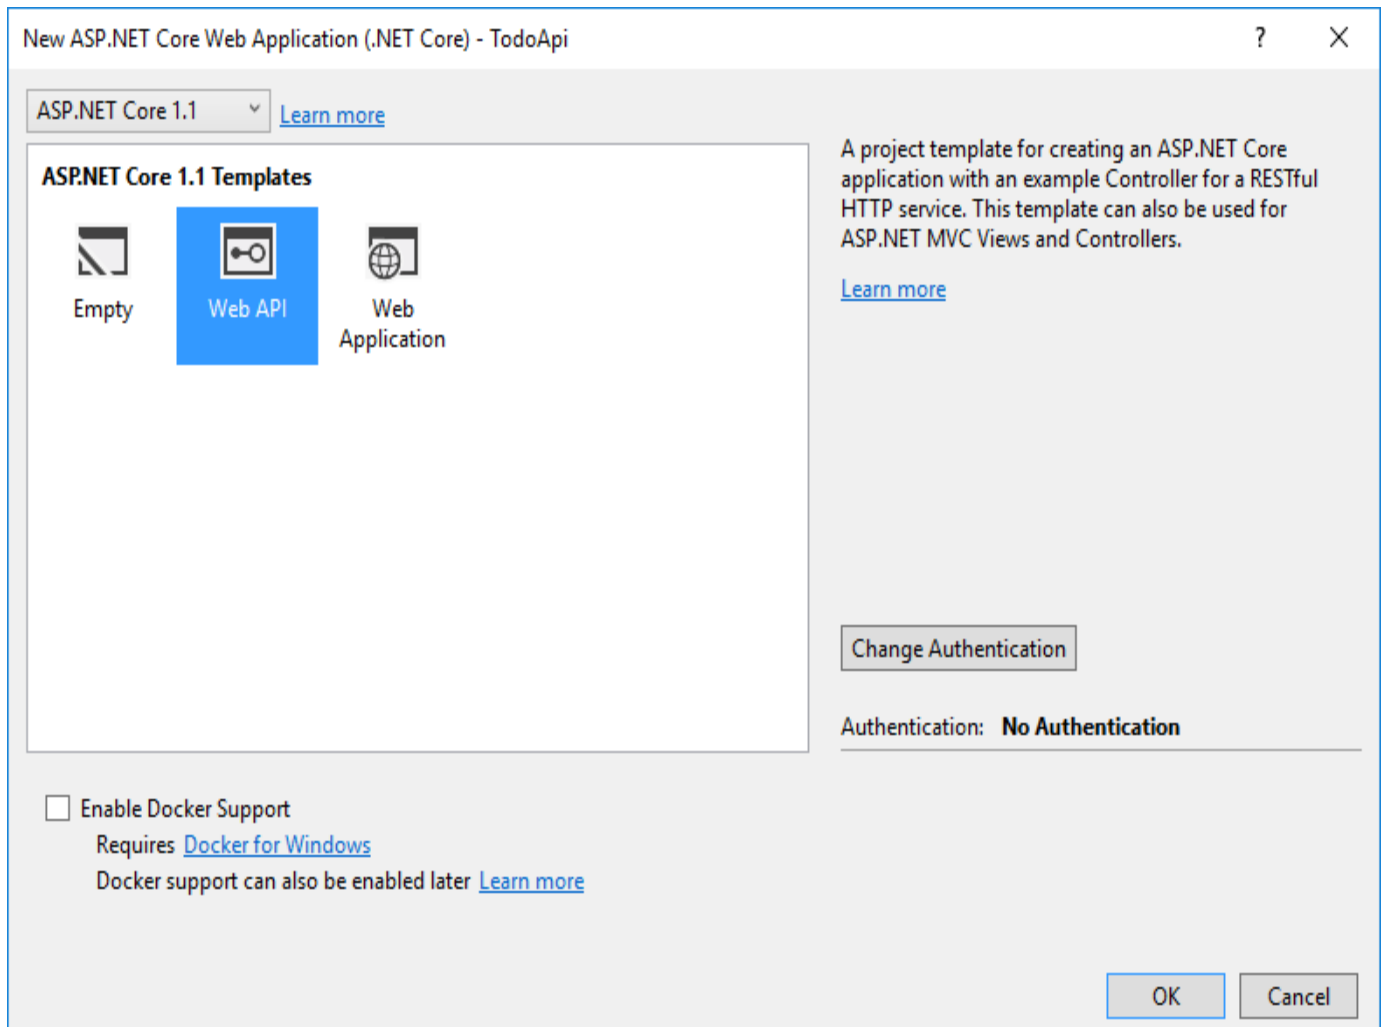 New ASP.NET Core Web Application (.NET Core) - TodoApi
?
ASP.NET Core 1.1
Learn more
ASP.NET Core 1.1 Templates
Empty
Web API
Web
Application
A project template for creating an ASP.NET Core
application with an example Controller for a RESTful
HTTP service. This template can also be used for
ASP.NET MVC Views and Controllers.
Learn more
Change Authentication
Authentication: No Authentication
Enable Docker Support
Requires Docker for Windows
Docker support can also be enabled later Learn more
OK
Cancel